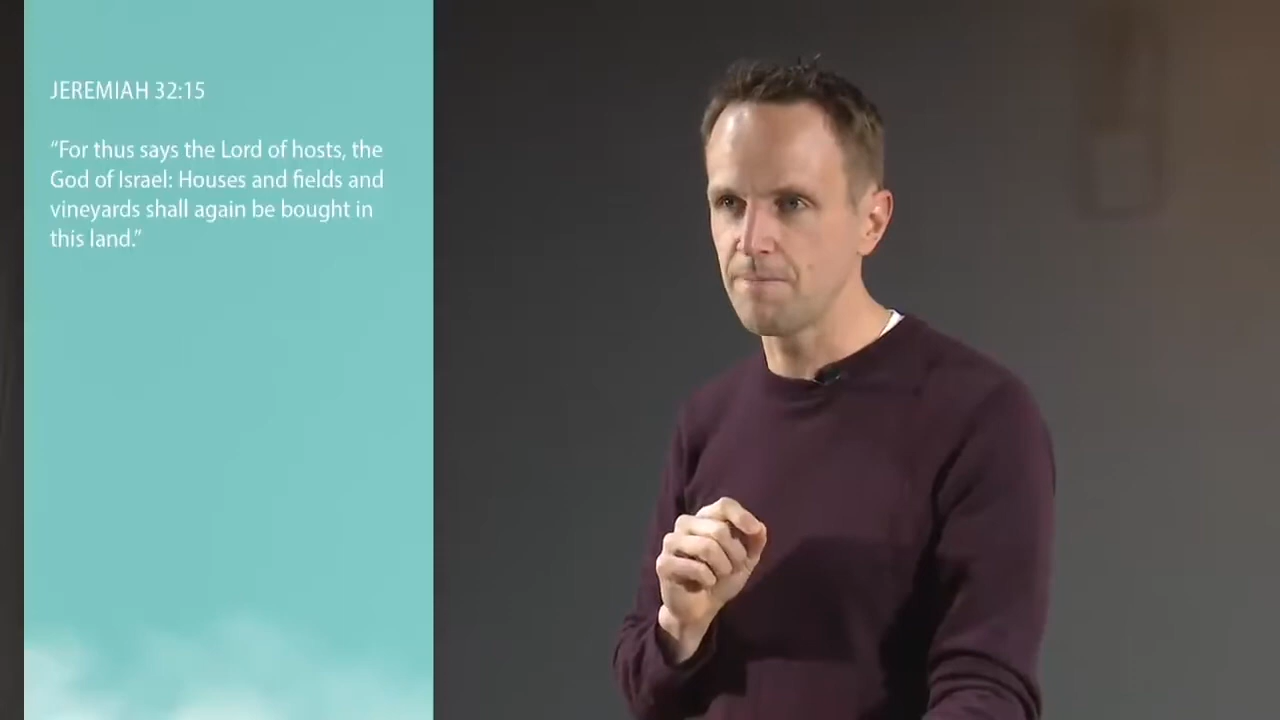 JEREMIAH 32:15
“For thus says the Lord of hosts, the
God of Israel: Houses and fields and
vineyards shall again be bought in
this land.”